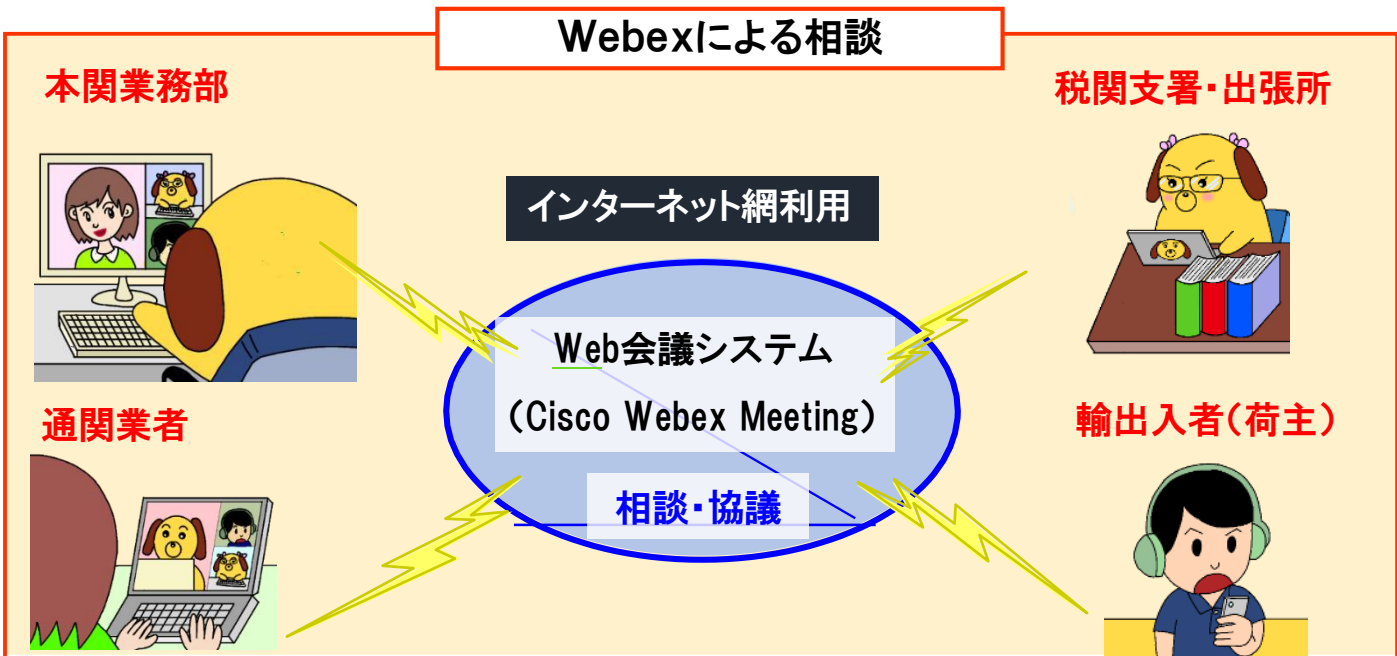 Webexによる相談
本関業務部
税関支署・出張所
インターネット網利用
Web会議システム
（Cisco Webex Meeting）
通関業者
輸出入者（荷主）
相談・協議